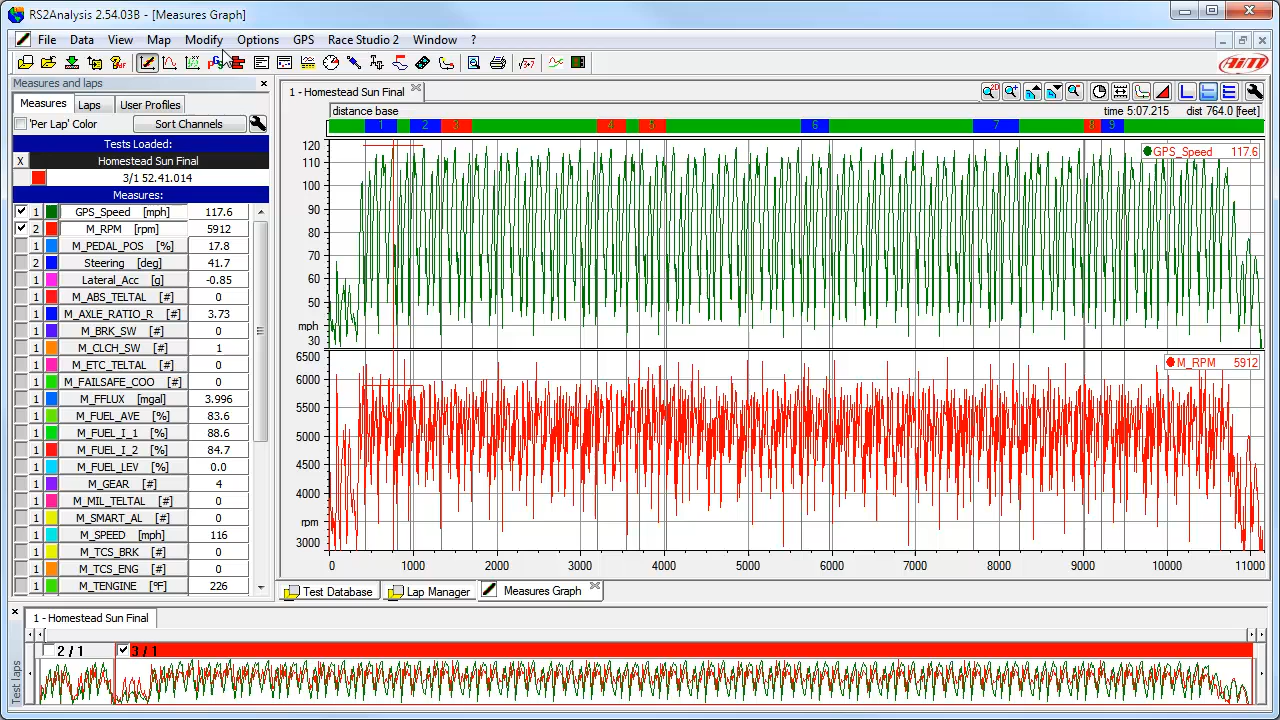 RS2Analysis 2.54.03B - [Measures Graph]
File Data View Map Modify Options GPS Race Studio 2 Window ?
AiM
Measures and laps
Measures Laps User Profiles
'Per Lap' Color Sort Channels
Tests Loaded:
X Homestead Sun Final
3/1 52.41.014
Measures:
1 GPS_Speed [mph] 117.6
2 M_RPM [rpm] 5912
1 M_PEDAL_POS [%] 17.8
2 Steering [deg] 41.7
1 Lateral_Acc [g] -0.85
1 M_ABS_TELTAL [#] 0
1 M_AXLE_RATIO_R [#] 3.73
1 M_BRK_SW [#] 0
1 M_CLCH_SW [#] 1
1 M_ETC_TELTAL [#] 0
1 M_FAILSAFE_COO [#] 0
1 M_FFLUX [mgal] 3.996
1 M_FUEL_AVE [%] 83.6
1 M_FUEL_I_1 [%] 88.6
1 M_FUEL_I_2 [%] 84.7
1 M_FUEL_LEV [%] 0.0
1 M_GEAR [#] 4
1 M_MIL_TELTAL [#] 0
1 M_SMART_AL [#] 0
1 M_SPEED [mph] 116
1 M_TCS_BRK [#] 0
1 M_TCS_ENG [#] 0
1 M_TENGINE [ºF] 226
1 - Homestead Sun Final
distance base time 5:07.215 dist 764.0 [feet]
1 2 3 4 5 6 7 8 9
GPS_Speed 117.6
120
110
100
90
80
70
60
50
mph
30
M_RPM 5912
6500
6000
5500
5000
4500
4000
rpm
3000
0 1000 2000 3000 4000 5000 6000 7000 8000 9000 10000 11000
Test Database Lap Manager Measures Graph
1 - Homestead Sun Final
2 / 1 3 / 1
Test laps